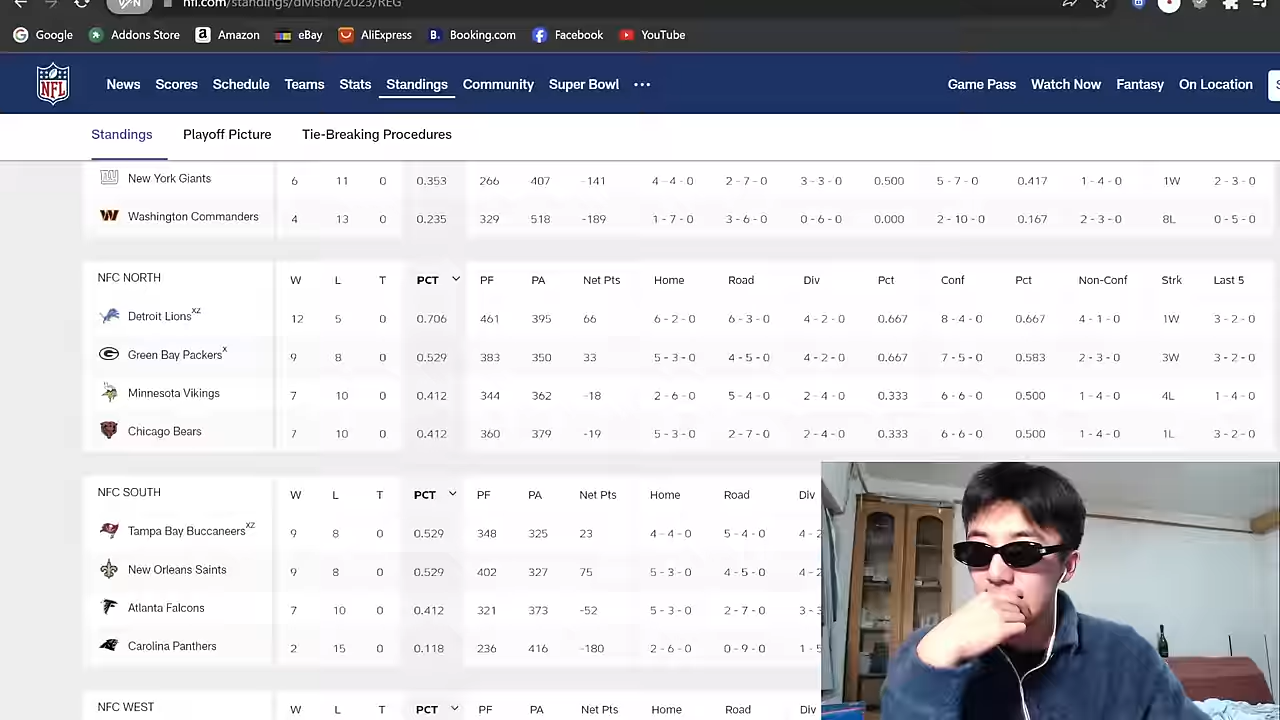 nfl.com/standings/division/2023/REG
Google Addons Store Amazon eBay AliExpress Booking.com Facebook YouTube
NFL News Scores Schedule Teams Stats Standings Community Super Bowl ••• Game Pass Watch Now Fantasy On Location S
Standings Playoff Picture Tie-Breaking Procedures
New York Giants 6 11 0 0.353 266 407 -141 4 - 4 - 0 2 - 7 - 0 3 - 3 - 0 0.500 5 - 7 - 0 0.417 1 - 4 - 0 1W 2 - 3 - 0
Washington Commanders 4 13 0 0.235 329 518 -189 1 - 7 - 0 3 - 6 - 0 0 - 6 - 0 0.000 2 - 10 - 0 0.167 2 - 3 - 0 8L 0 - 5 - 0
NFC NORTH W L T PCT PF PA Net Pts Home Road Div Pct Conf Pct Non-Conf Strk Last 5
Detroit Lions xz 12 5 0 0.706 461 395 66 6 - 2 - 0 6 - 3 - 0 4 - 2 - 0 0.667 8 - 4 - 0 0.667 4 - 1 - 0 1W 3 - 2 - 0
Green Bay Packers x 9 8 0 0.529 383 350 33 5 - 3 - 0 4 - 5 - 0 4 - 2 - 0 0.667 7 - 5 - 0 0.583 2 - 3 - 0 3W 3 - 2 - 0
Minnesota Vikings 7 10 0 0.412 344 362 -18 2 - 6 - 0 5 - 4 - 0 2 - 4 - 0 0.333 6 - 6 - 0 0.500 1 - 4 - 0 4L 1 - 4 - 0
Chicago Bears 7 10 0 0.412 360 379 -19 5 - 3 - 0 2 - 7 - 0 2 - 4 - 0 0.333 6 - 6 - 0 0.500 1 - 4 - 0 1L 3 - 2 - 0
NFC SOUTH W L T PCT PF PA Net Pts Home Road Div
Tampa Bay Buccaneers xz 9 8 0 0.529 348 325 23 4 - 4 - 0 5 - 4 - 0 4 - 2
New Orleans Saints 9 8 0 0.529 402 327 75 5 - 3 - 0 4 - 5 - 0 4 - 2
Atlanta Falcons 7 10 0 0.412 321 373 -52 5 - 3 - 0 2 - 7 - 0 3 - 3
Carolina Panthers 2 15 0 0.118 236 416 -180 2 - 6 - 0 0 - 9 - 0 1 - 5
NFC WEST W L T PCT PF PA Net Pts Home Road Div